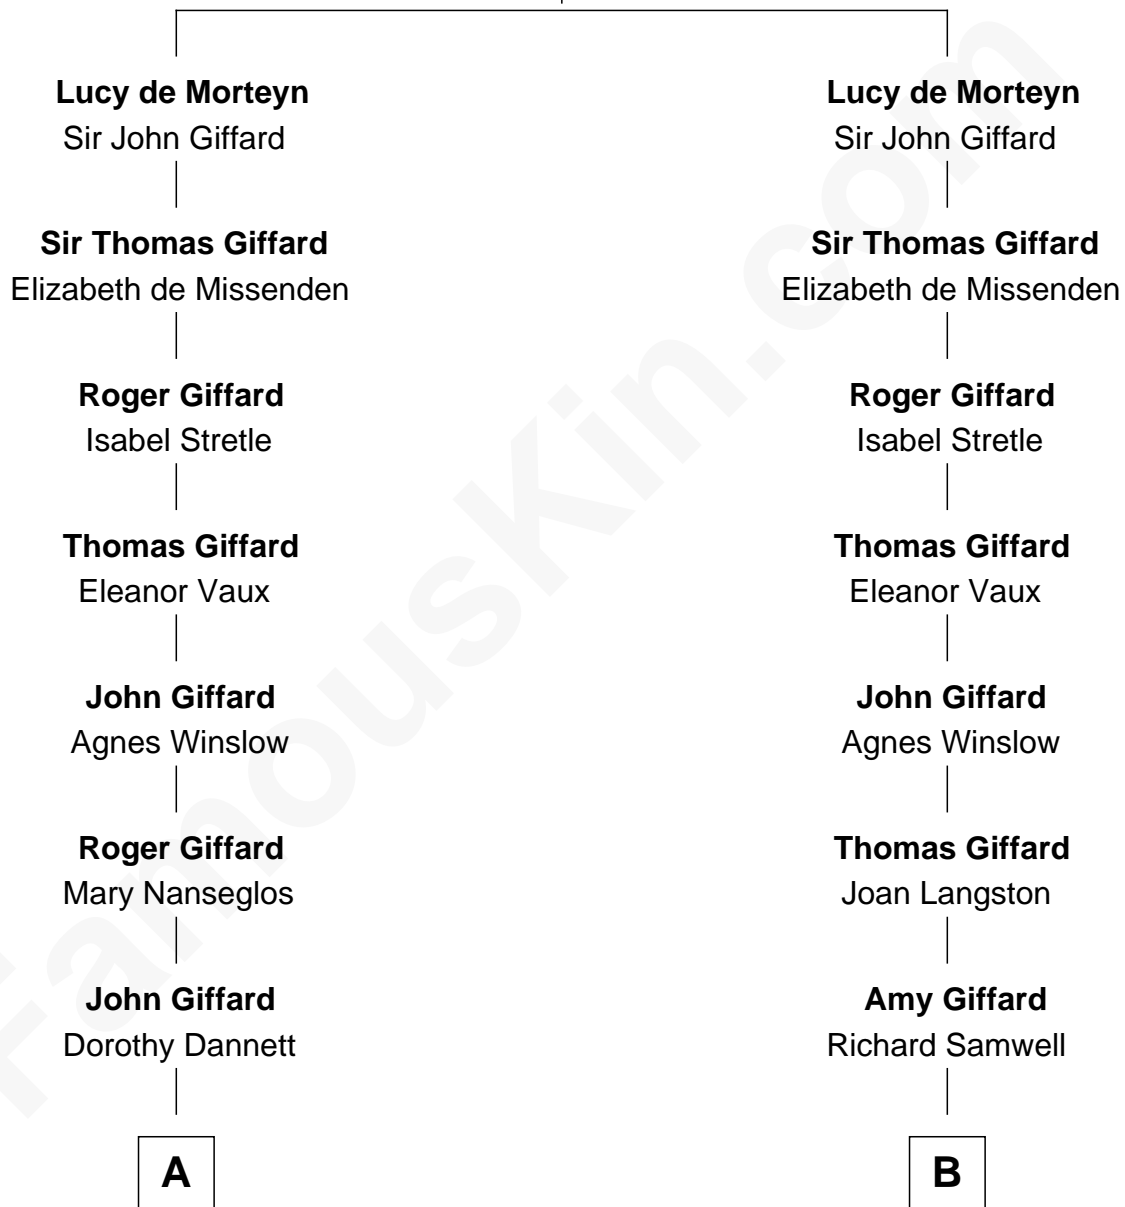 Lucy de Morteyn
Sir John Giffard
Sir Thomas Giffard
Elizabeth de Missenden
Roger Giffard
Isabel Stretle
Thomas Giffard
Eleanor Vaux
John Giffard
Agnes Winslow
Roger Giffard
Mary Nanseglos
John Giffard
Dorothy Dannett
A
Lucy de Morteyn
Sir John Giffard
Sir Thomas Giffard
Elizabeth de Missenden
Roger Giffard
Isabel Stretle
Thomas Giffard
Eleanor Vaux
John Giffard
Agnes Winslow
Thomas Giffard
Joan Langston
Amy Giffard
Richard Samwell
B
FamousKin.com